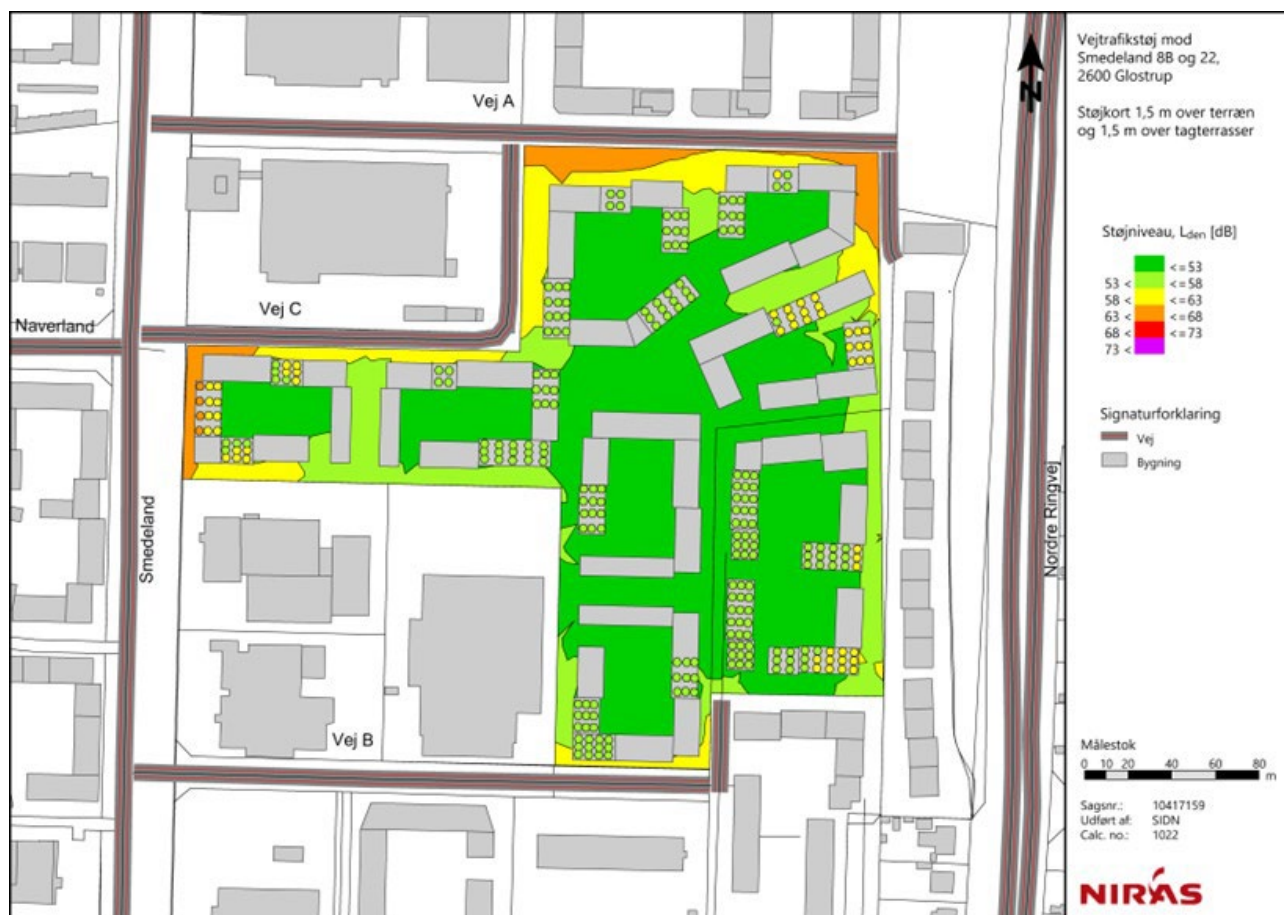 Vej A
Vej C
Naverland
Smedeland
Vej B
Nordre Ringvej
N
Vejtrafikstøj mod
Smedeland 8B og 22,
2600 Glostrup
Støjkort 1,5 m over terræn
og 1,5 m over tagterrasser
Støjniveau, Lden [dB]
<= 53
53 < <= 58
58 < <= 63
63 < <= 68
68 < <= 73
73 <
Signaturforklaring
Vej
Bygning
Målestok
0 10 20 40 60 80
m
Sagsnr.: 10417159
Udført af: SIDN
Calc. no.: 1022
NIRAS